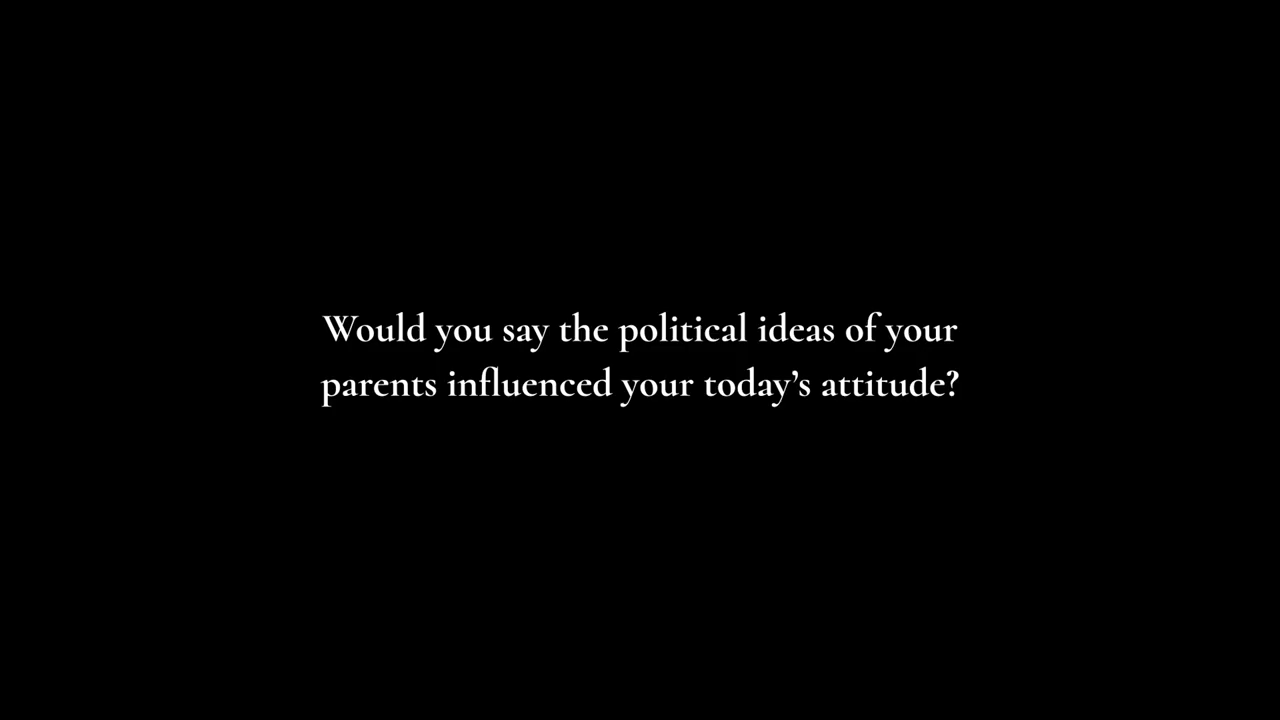 Would you say the political ideas of your
parents influenced your today’s attitude?